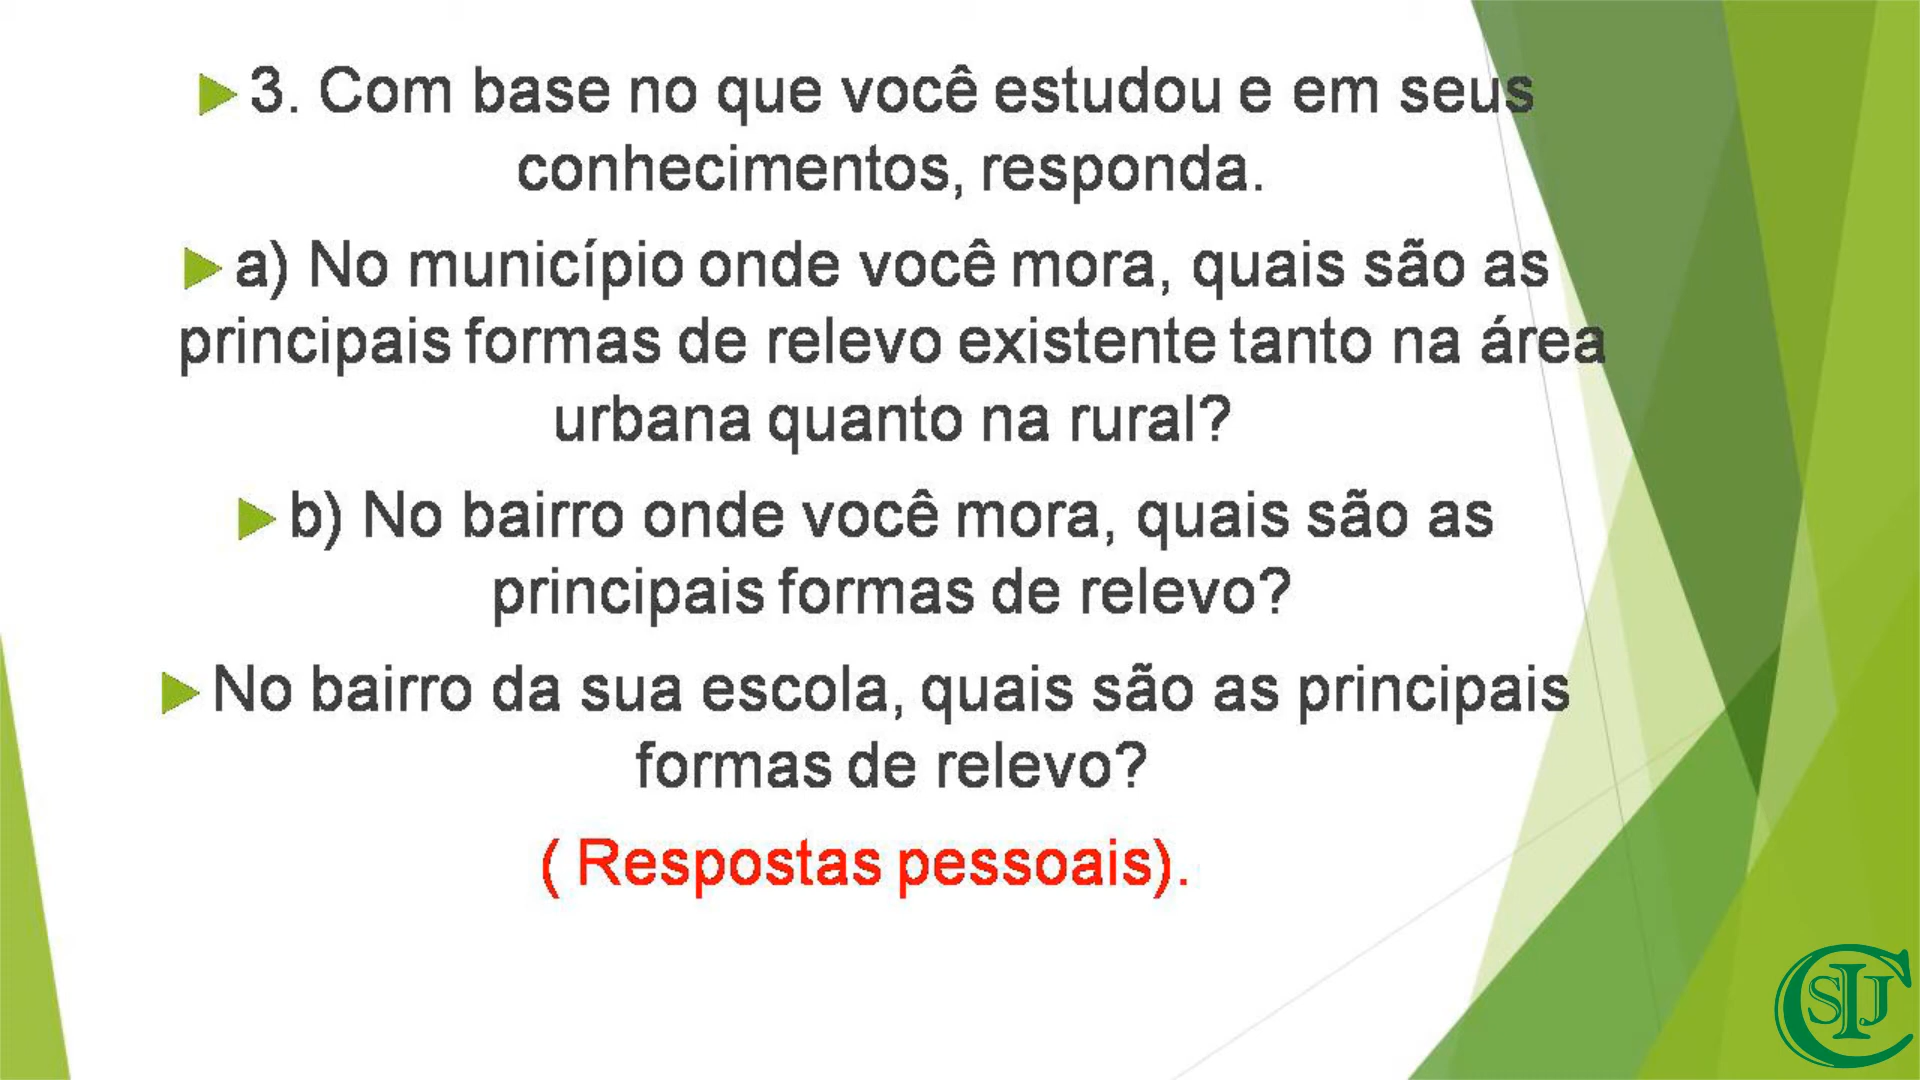 3. Com base no que você estudou e em seus
conhecimentos, responda.
a) No município onde você mora, quais são as
principais formas de relevo existente tanto na área
urbana quanto na rural?
b) No bairro onde você mora, quais são as
principais formas de relevo?
No bairro da sua escola, quais são as principais
formas de relevo?
( Respostas pessoais).
CSIJ